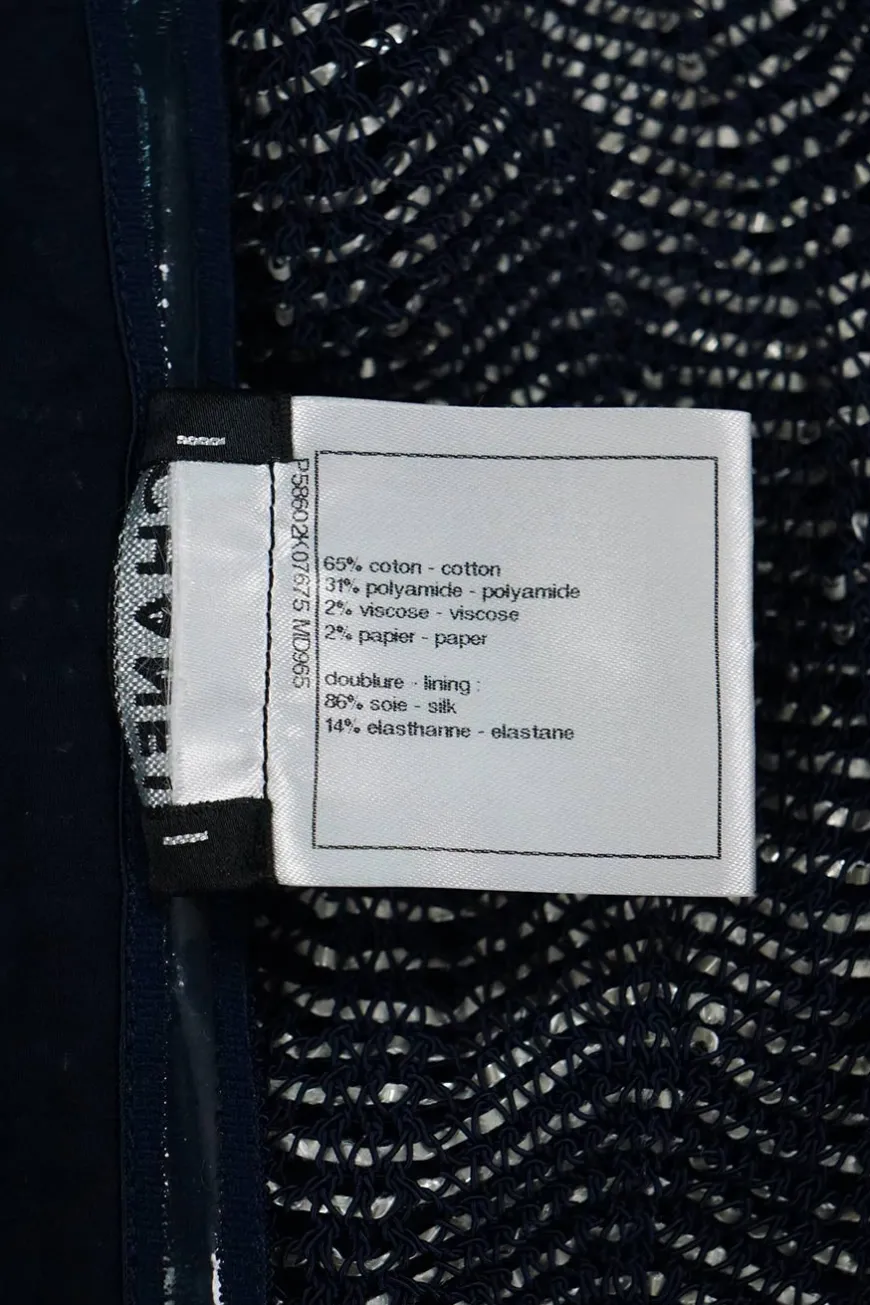 CHANEL
P58602K07675 MD965
65% coton - cotton
31% polyamide - polyamide
2% viscose - viscose
2% papier - paper
doublure - lining :
86% soie - silk
14% elasthanne - elastane